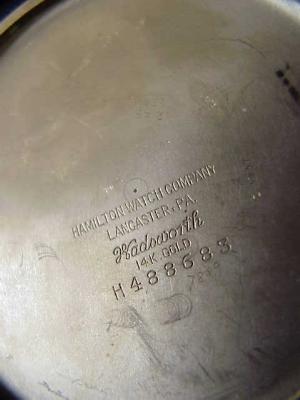 HAMILTON WATCH COMPANY
LANCASTER, PA.
Wadsworth
14K. GOLD
H488683